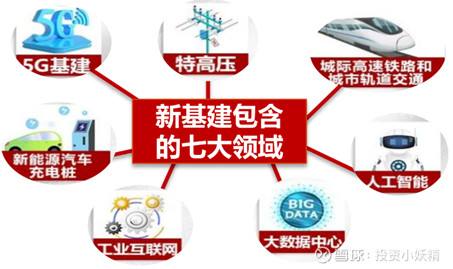 5G
5G基建
特高压
城际高速铁路和
城市轨道交通
新基建包含
的七大领域
新能源汽车
充电桩
人工智能
工业互联网
BIG
DATA
大数据中心
雪球:投资小妖精